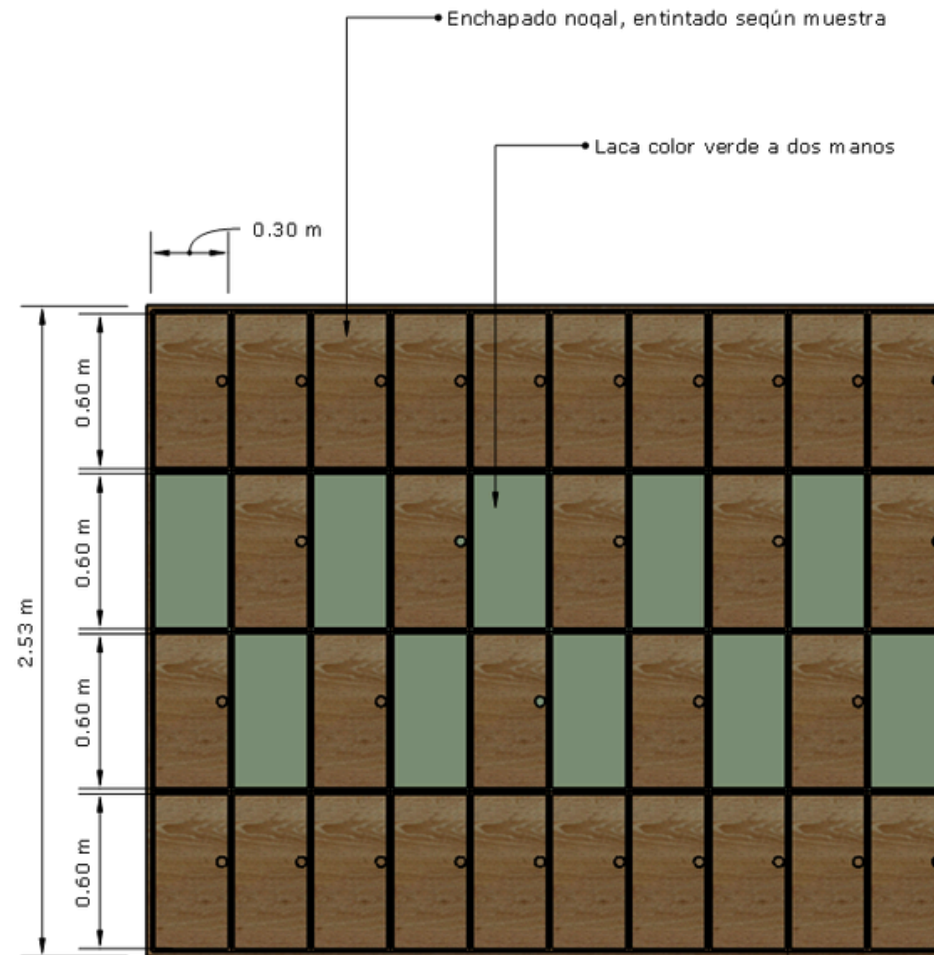 Enchapado noqal, entintado seqún muestra
Laca color verde a dos manos
0.30 m
0.60 m
0.60 m
2.53 m
0.60 m
0.60 m